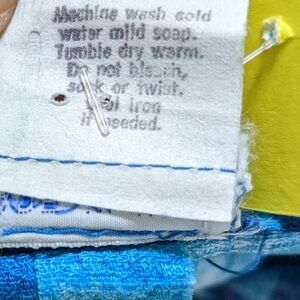 Machine wash cold
water mild soap.
Tumble dry warm.
Do not bleach,
soak or twist.
iron
if needed.